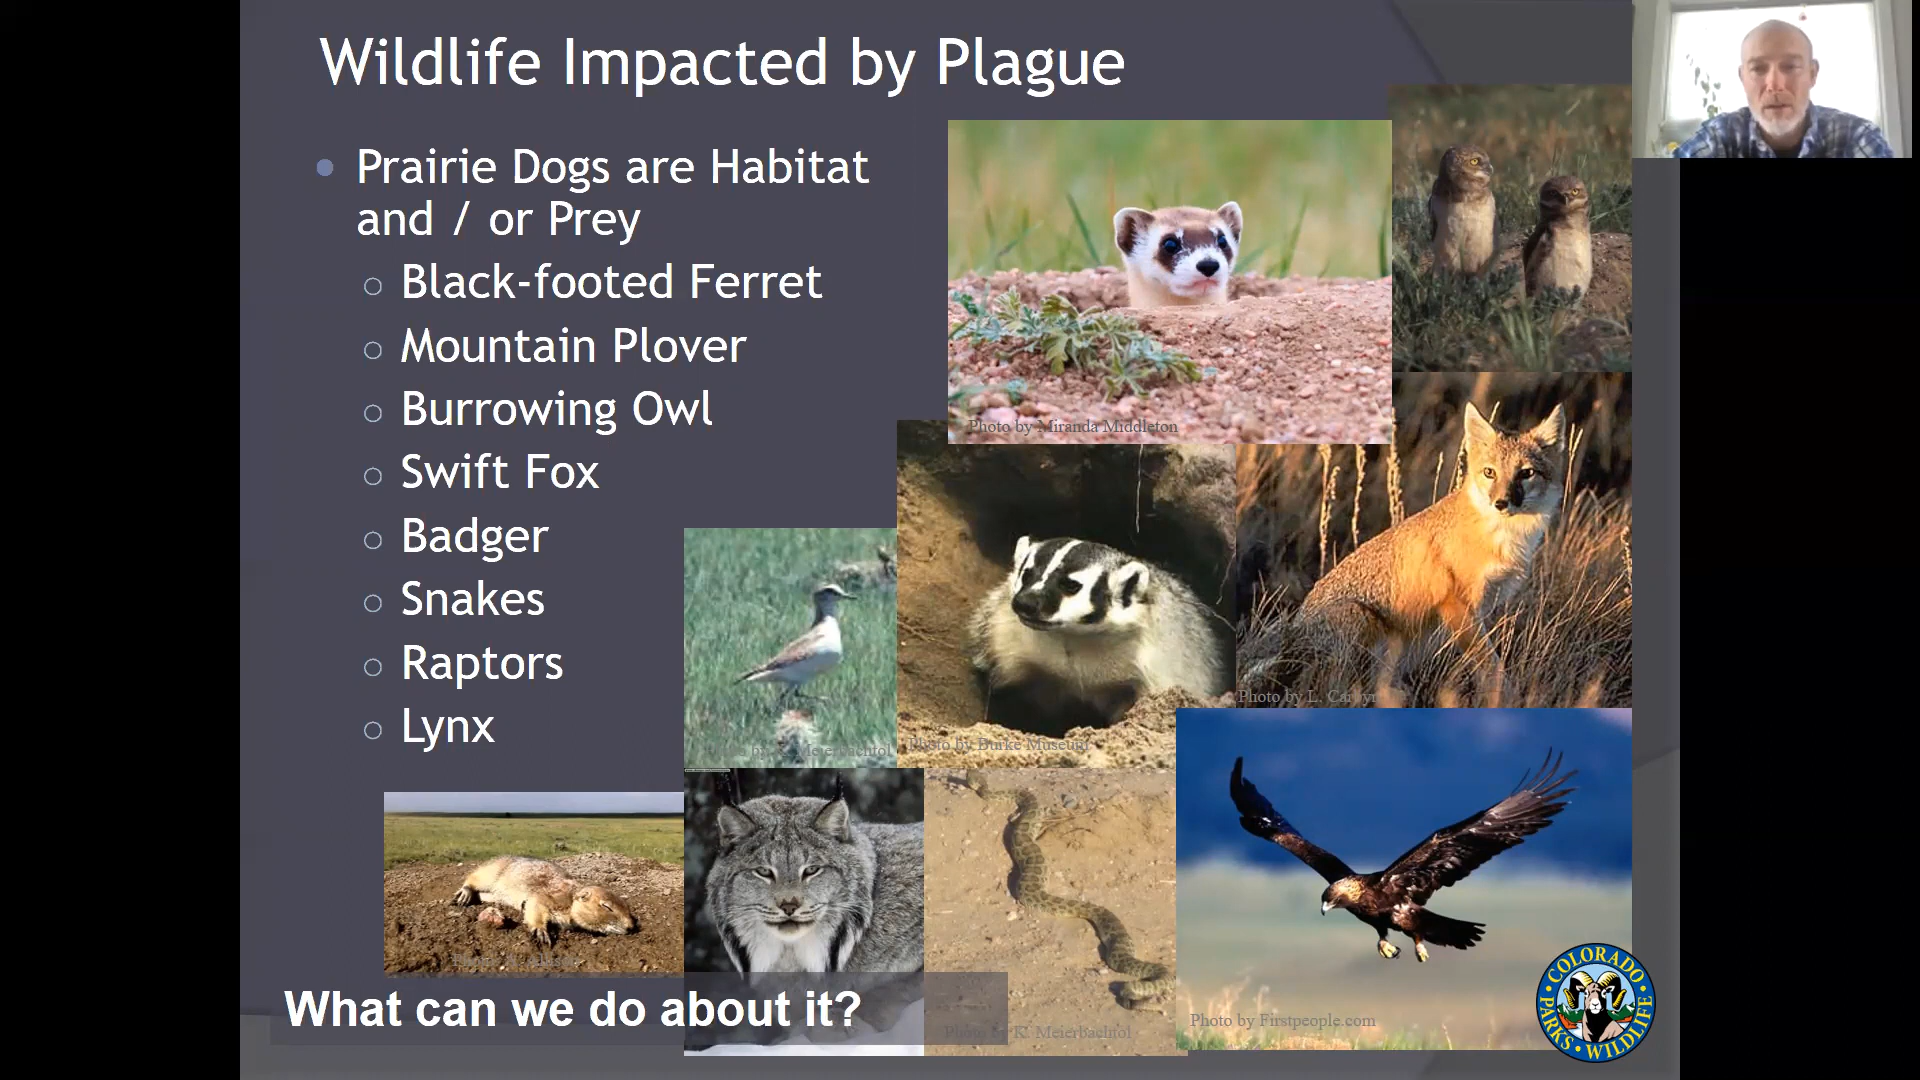 Wildlife Impacted by Plague
Prairie Dogs are Habitat
and / or Prey
Black-footed Ferret
Mountain Plover
Burrowing Owl
Swift Fox
Badger
Snakes
Raptors
Lynx
Photo by Miranda Middleton
Photo by L.
Meierbachtol
Photo by Burke Museum
Photo by K. Meierbachtol
Photo by Firstpeople.com
What can we do about it?
COLORADO
PARKS • WILDLIFE